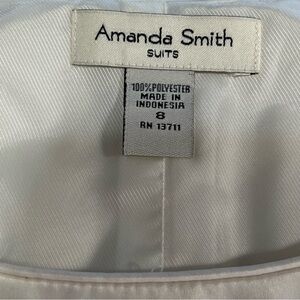 Amanda Smith
SUITS
100%POLYESTER
MADE IN
INDONESIA
8
RN 13711